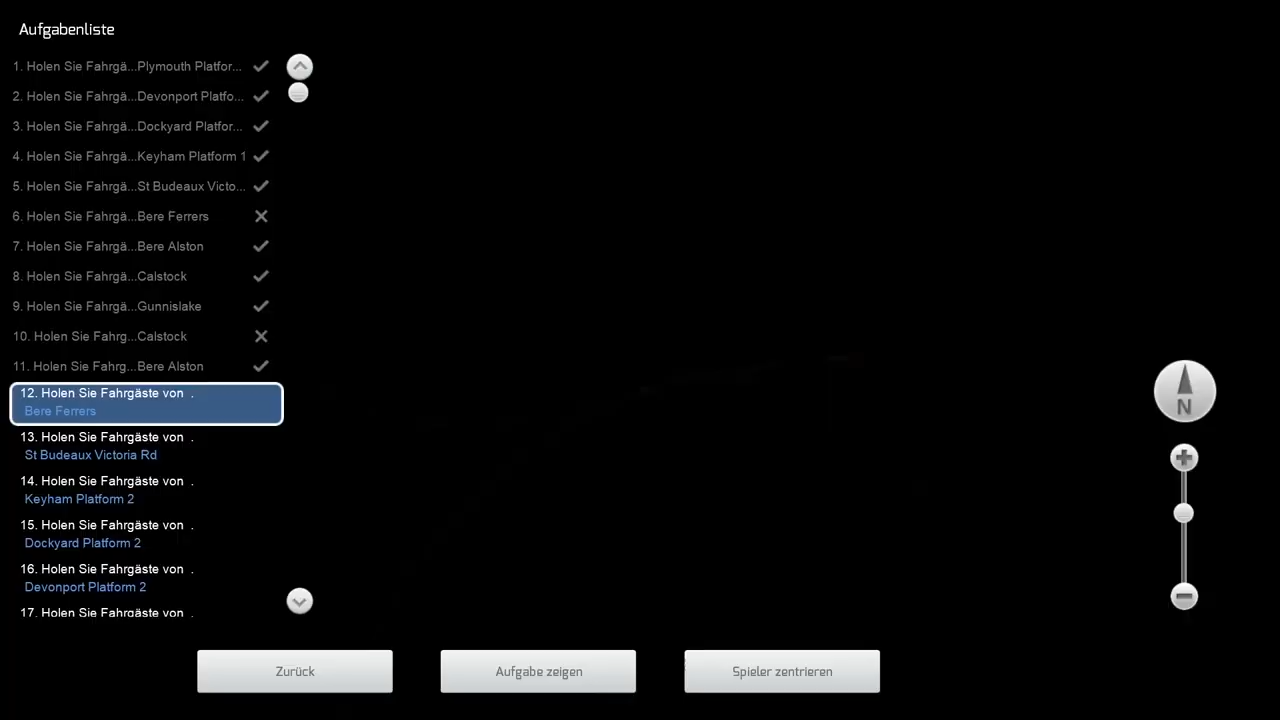 Aufgabenliste
1. Holen Sie Fahrgä...Plymouth Platfor...
2. Holen Sie Fahrgä...Devonport Platfo...
3. Holen Sie Fahrgä...Dockyard Platfor...
4. Holen Sie Fahrgä...Keyham Platform 1
5. Holen Sie Fahrgä...St Budeaux Victo...
6. Holen Sie Fahrgä...Bere Ferrers
7. Holen Sie Fahrgä...Bere Alston
8. Holen Sie Fahrgä...Calstock
9. Holen Sie Fahrgä...Gunnislake
10. Holen Sie Fahrg...Calstock
11. Holen Sie Fahrg...Bere Alston
12. Holen Sie Fahrgäste von .
Bere Ferrers
13. Holen Sie Fahrgäste von .
St Budeaux Victoria Rd
14. Holen Sie Fahrgäste von .
Keyham Platform 2
15. Holen Sie Fahrgäste von .
Dockyard Platform 2
16. Holen Sie Fahrgäste von .
Devonport Platform 2
17. Holen Sie Fahrgäste von .
N
Zurück
Aufgabe zeigen
Spieler zentrieren